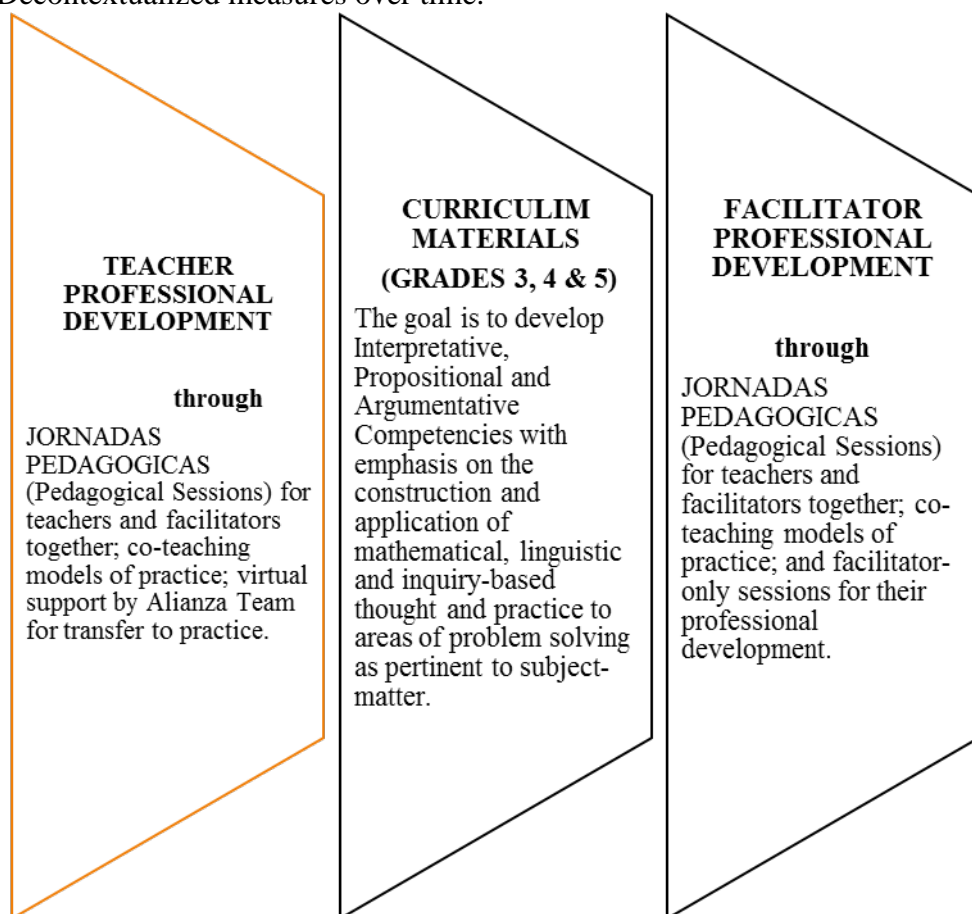 Decontextualized measures over time.
TEACHER
PROFESSIONAL
DEVELOPMENT
through
JORNADAS
PEDAGOGICAS
(Pedagogical Sessions) for
teachers and facilitators
together; co-teaching
models of practice; virtual
support by Alianza Team
for transfer to practice.
CURRICULIM
MATERIALS
(GRADES 3, 4 & 5)
The goal is to develop
Interpretative,
Propositional and
Argumentative
Competencies with
emphasis on the
construction and
application of
mathematical, linguistic
and inquiry-based
thought and practice to
areas of problem solving
as pertinent to subject-
matter.
FACILITATOR
PROFESSIONAL
DEVELOPMENT
through
JORNADAS
PEDAGOGICAS
(Pedagogical Sessions)
for teachers and
facilitators together; co-
teaching models of
practice; and facilitator-
only sessions for their
professional
development.